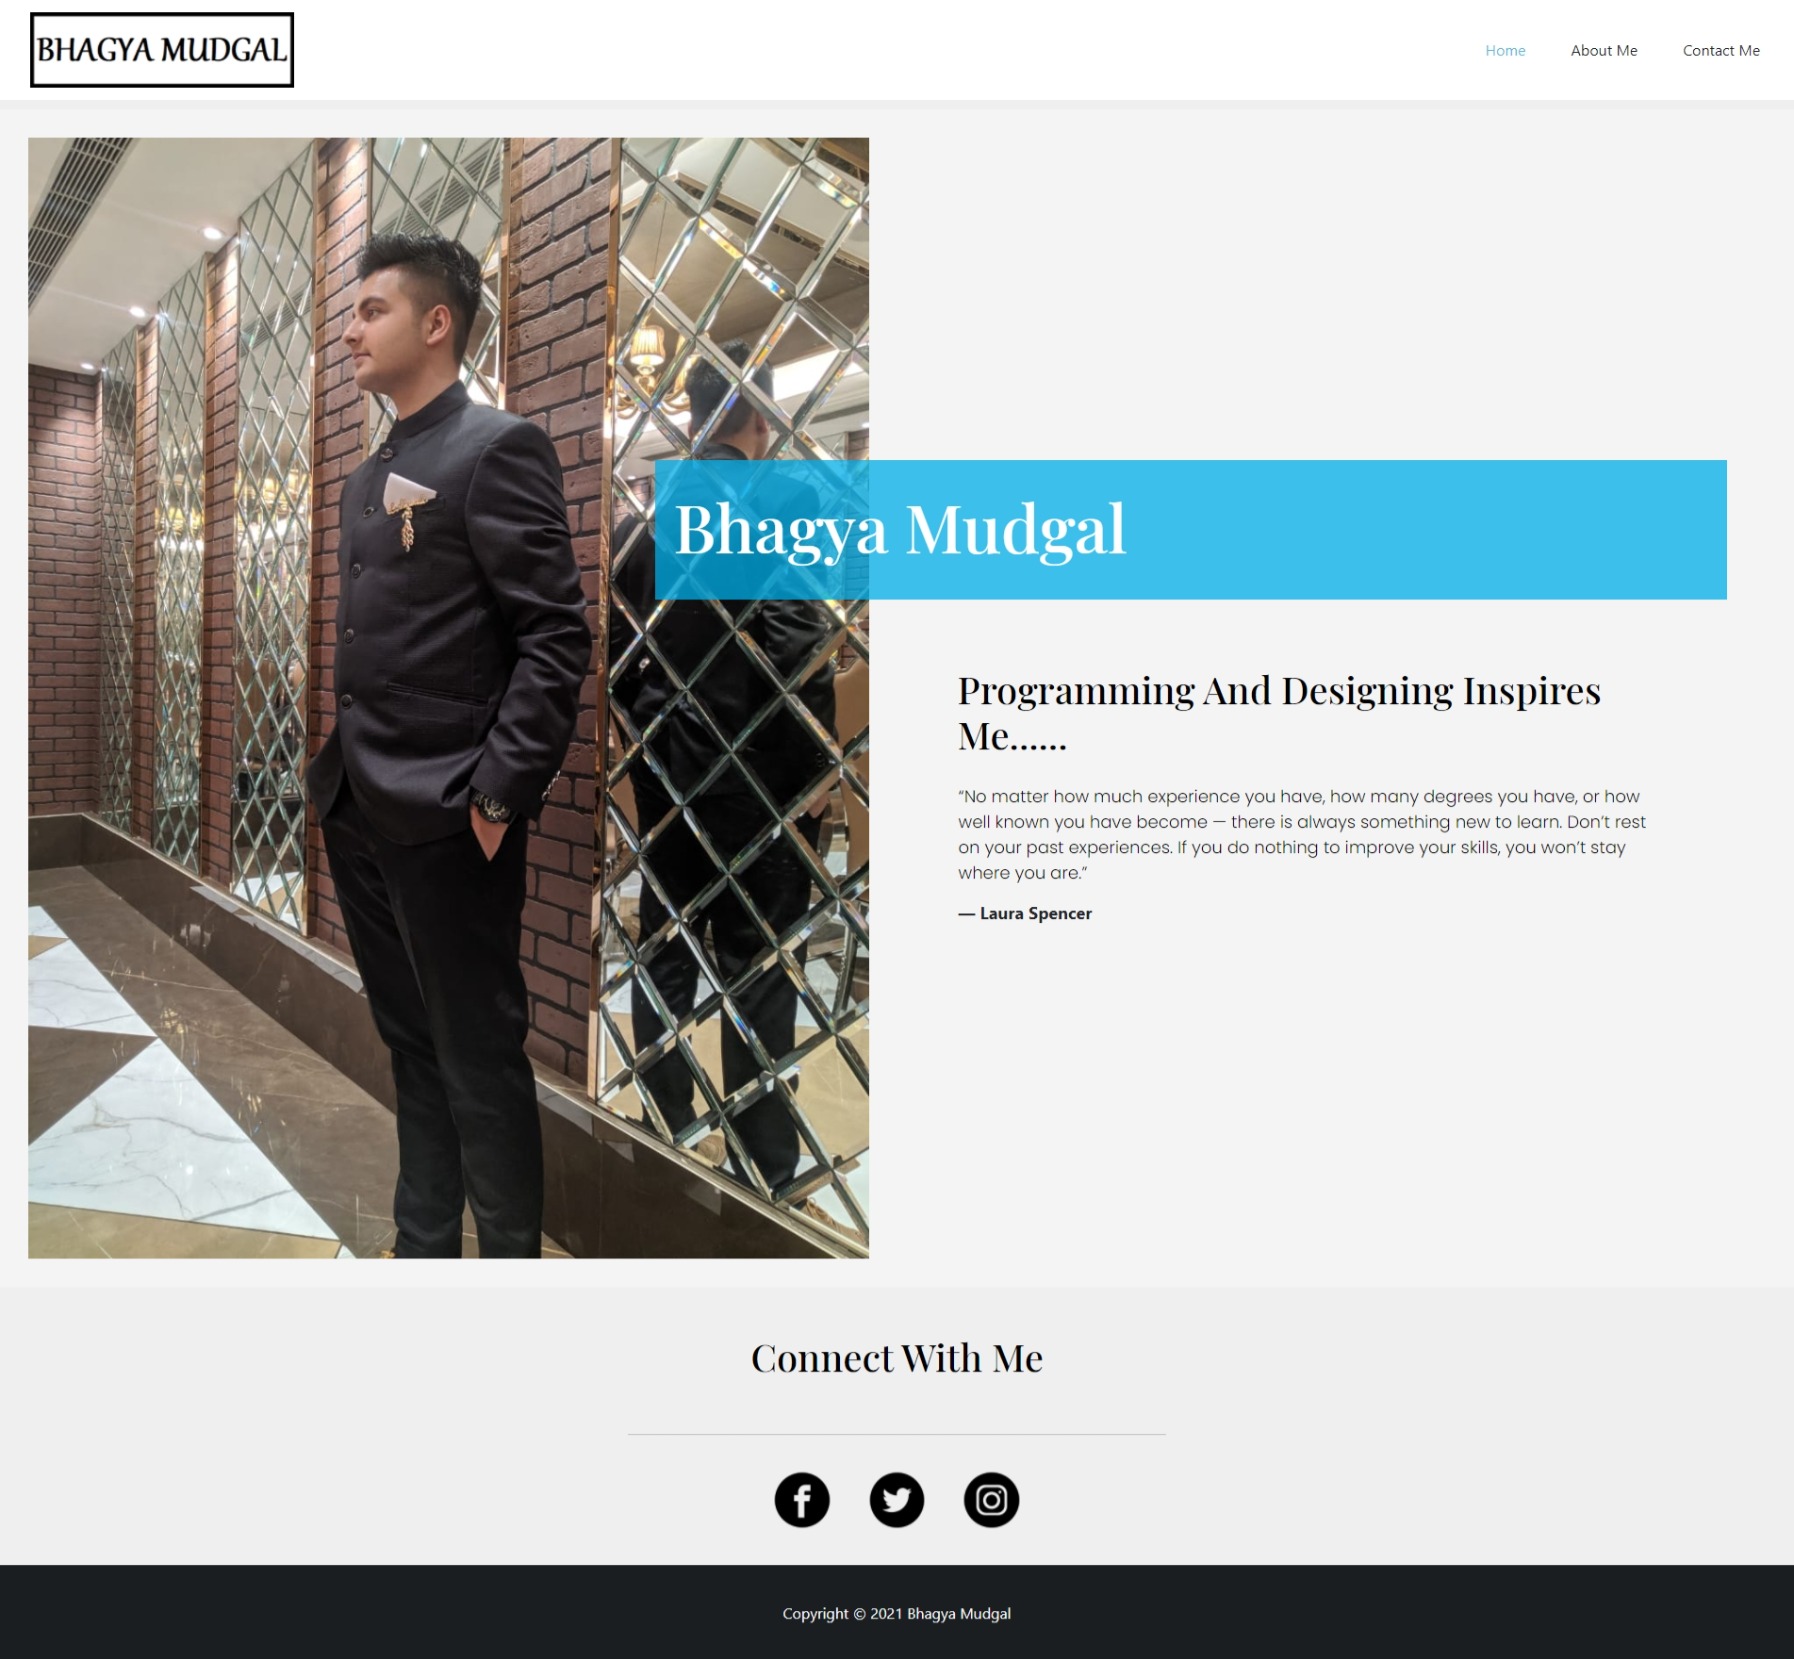 BHAGYA MUDGAL
Home
About Me
Contact Me
Bhagya Mudgal
Programming And Designing Inspires
Me......
“No matter how much experience you have, how many degrees you have, or how
well known you have become — there is always something new to learn. Don’t rest
on your past experiences. If you do nothing to improve your skills, you won’t stay
where you are.”
— Laura Spencer
Connect With Me
Copyright © 2021 Bhagya Mudgal